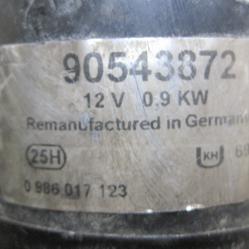 90543872
12 V 0,9 KW
Remanufactured in German
25H KH
0 986 017 123